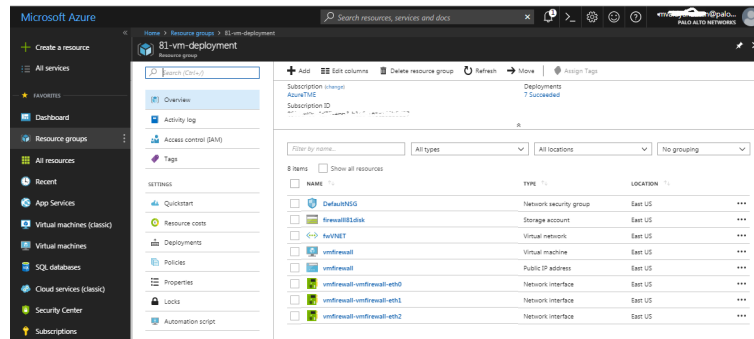 Microsoft Azure
Search resources, services and docs
PALO ALTO NETWORKS
Create a resource
All services
FAVORITES
Dashboard
Resource groups
All resources
Recent
App Services
Virtual machines (classic)
Virtual machines
SQL databases
Cloud services (classic)
Security Center
Subscriptions
Home > Resource groups > 81-vm-deployment
81-vm-deployment
Resource group
Search (Ctrl+/)
Overview
Activity log
Access control (IAM)
Tags
SETTINGS
Quickstart
Resource costs
Deployments
Policies
Properties
Locks
Automation script
Add Edit columns Delete resource group Refresh Move Assign Tags
Subscription (change) Deployments
AzureTME 7 Succeeded
Subscription ID
Filter by name... All types All locations No grouping
8 items Show all resources
NAME TYPE LOCATION
DefaultNSG Network security group East US
firewall81disk Storage account East US
fwVNET Virtual network East US
vmfirewall Virtual machine East US
vmfirewall Public IP address East US
vmfirewall-vmfirewall-eth0 Network interface East US
vmfirewall-vmfirewall-eth1 Network interface East US
vmfirewall-vmfirewall-eth2 Network interface East US